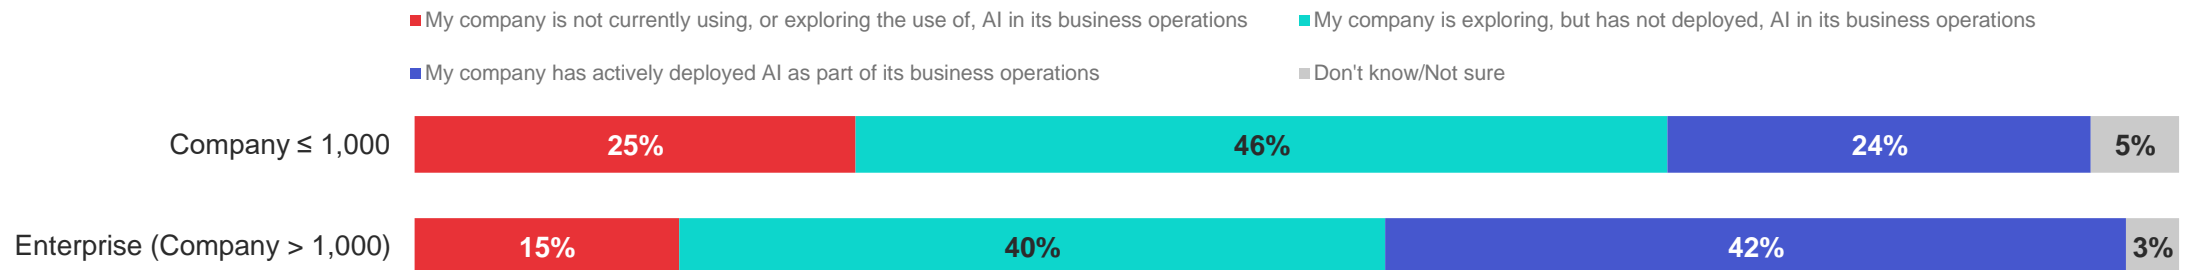 My company is not currently using, or exploring the use of, AI in its business operations
My company is exploring, but has not deployed, AI in its business operations
My company has actively deployed AI as part of its business operations
Don't know/Not sure
Company ≤ 1,000
25%
46%
24%
5%
Enterprise (Company > 1,000)
15%
40%
42%
3%